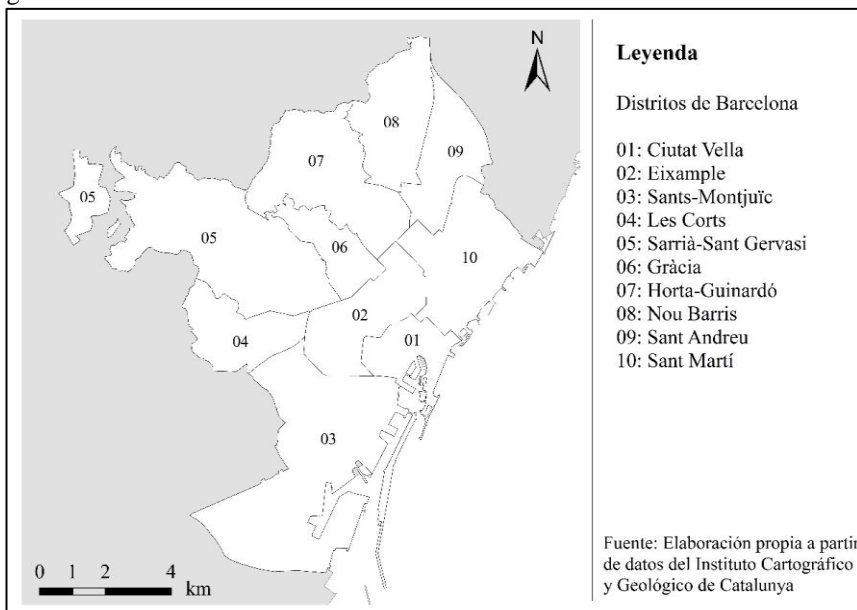 N
08
07
09
05
05
06
10
02
01
04
03
0 1 2 4
km
Leyenda
Distritos de Barcelona
01: Ciutat Vella
02: Eixample
03: Sants-Montjuïc
04: Les Corts
05: Sarrià-Sant Gervasi
06: Gràcia
07: Horta-Guinardó
08: Nou Barris
09: Sant Andreu
10: Sant Martí
Fuente: Elaboración propia a partir
de datos del Instituto Cartográfico
y Geológico de Catalunya